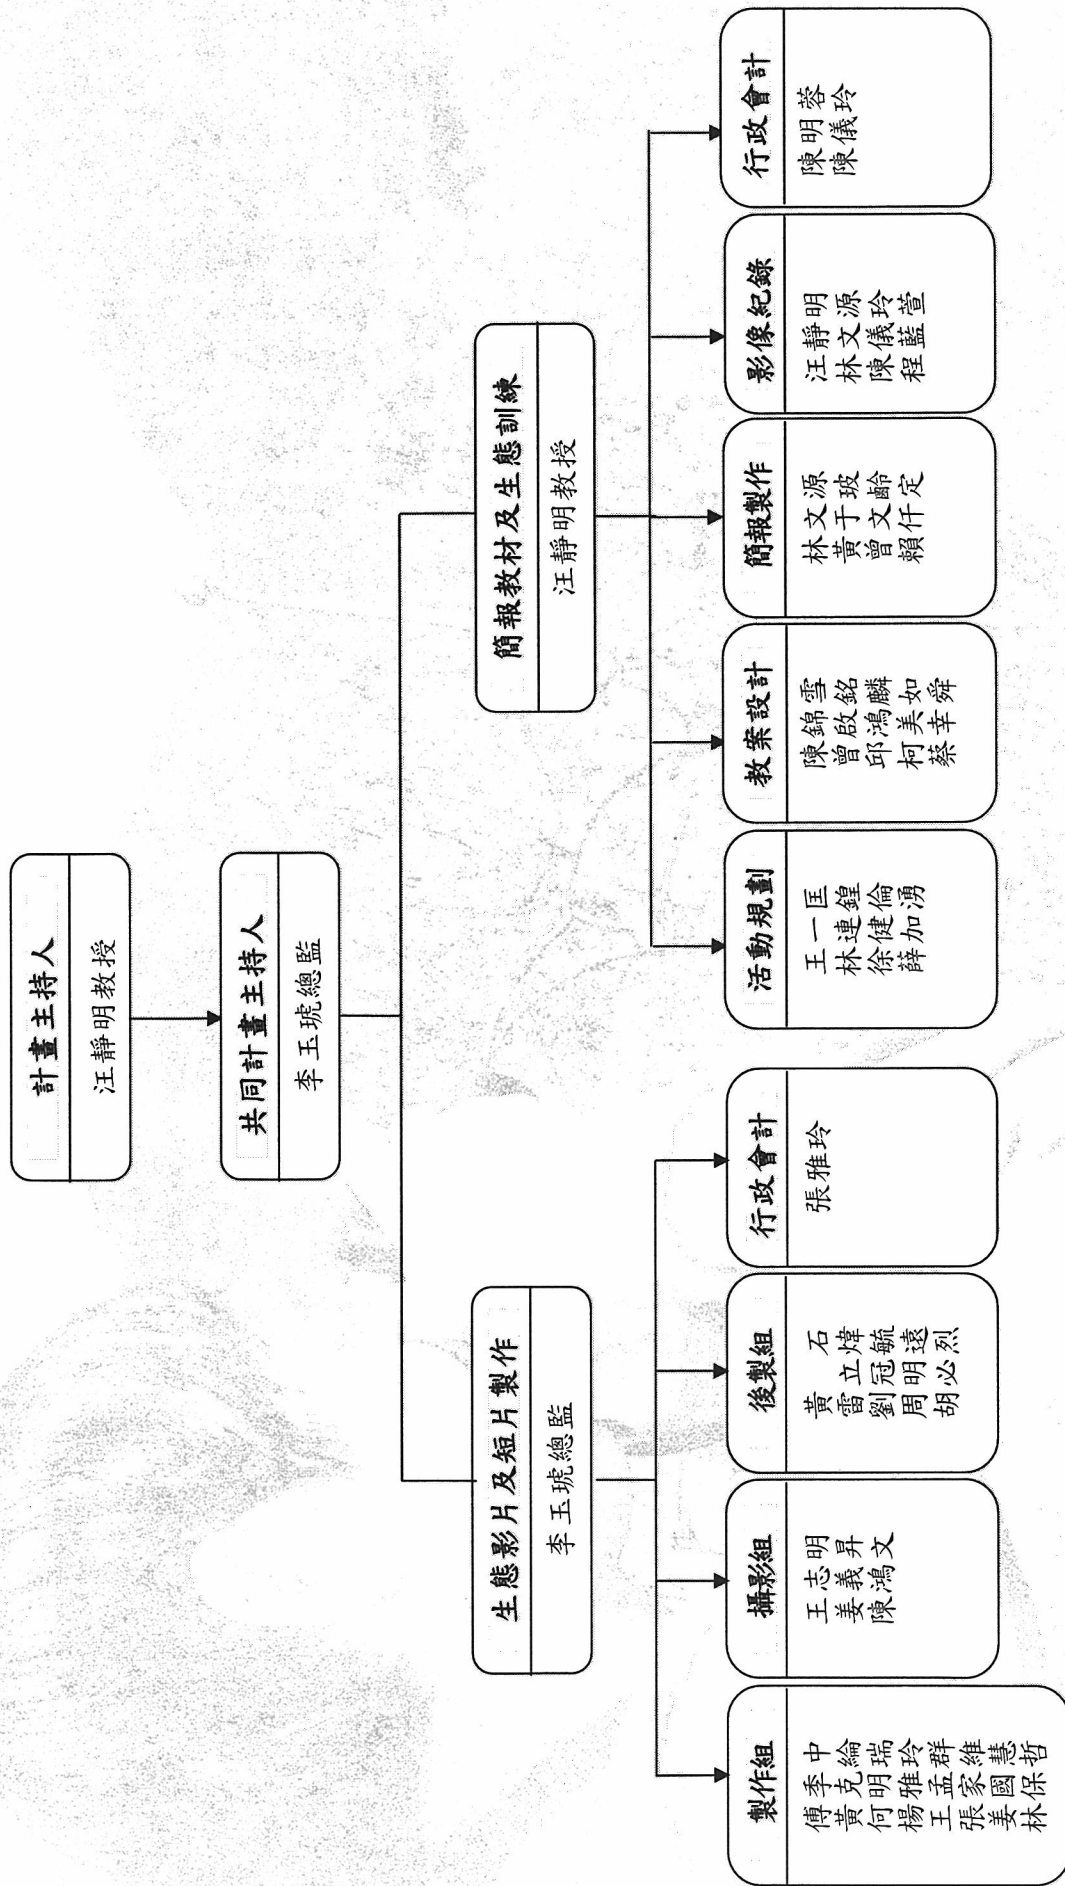 計畫主持人
汪靜明教授
共同計畫主持人
李玉琥總監
生態影片及短片製作
李玉琥總監
簡報教材及生態訓練
汪靜明教授
製作組
傅季中
黃克綸
何明瑞
楊雅玲
王孟群
張家維
姜國慧
林保哲
攝影組
王志明
姜義昇
陳鴻文
後製組
黃石
雷立煒
劉冠毓
周明遠
胡必烈
行政會計
張雅玲
活動規劃
王一匡
林連鍠
徐健倫
薛加湧
教案設計
陳錦雪
曾啟銘
邱鴻麟
柯美如
蔡幸舜
簡報製作
林文源
黃于玻
曾文齡
賴仟定
影像紀錄
汪靜明
林文源
陳儀玲
程藍萱
行政會計
陳明蓉
陳儀玲